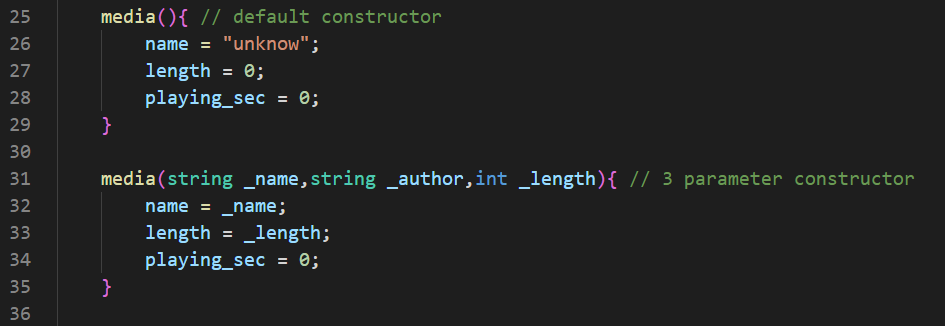 25 media(){ // default constructor
26 name = "unknow";
27 length = 0;
28 playing_sec = 0;
29 }
30
31 media(string _name,string _author,int _length){ // 3 parameter constructor
32 name = _name;
33 length = _length;
34 playing_sec = 0;
35 }
36